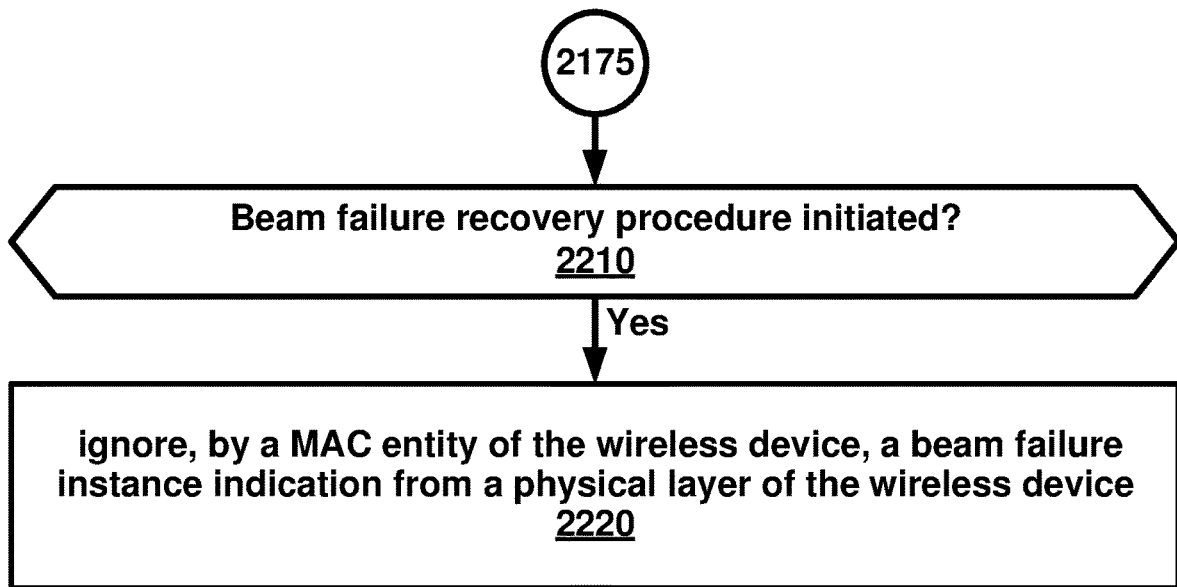 2175
Beam failure recovery procedure initiated?
2210
Yes
ignore, by a MAC entity of the wireless device, a beam failure
instance indication from a physical layer of the wireless device
2220